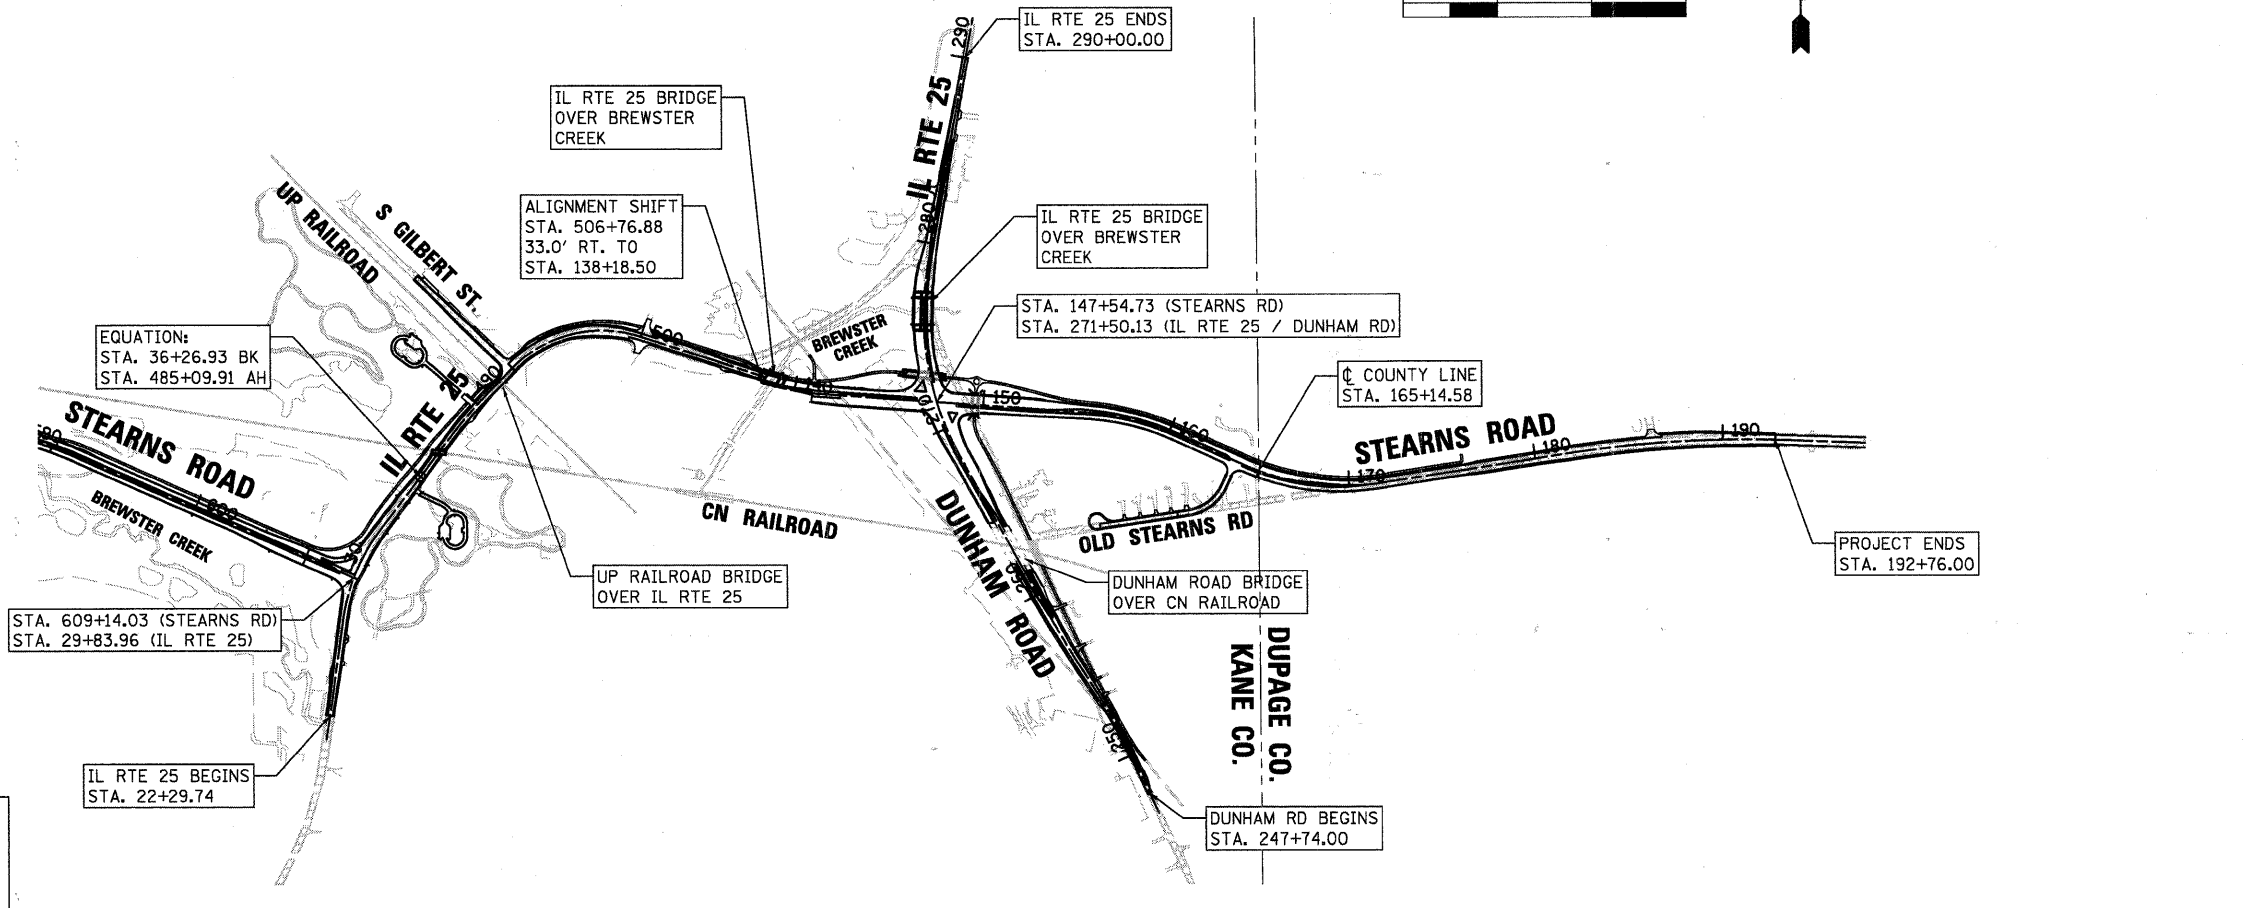 IL RTE 25 ENDS
STA. 290+00.00
290
IL RTE 25
IL RTE 25 BRIDGE
OVER BREWSTER
CREEK
UP RAILROAD
S GILBERT ST.
ALIGNMENT SHIFT
STA. 506+76.88
33.0' RT. TO
STA. 138+18.50
280
IL RTE 25 BRIDGE
OVER BREWSTER
CREEK
STA. 147+54.73 (STEARNS RD)
STA. 271+50.13 (IL RTE 25 / DUNHAM RD)
EQUATION:
STA. 36+26.93 BK
STA. 485+09.91 AH
500
BREWSTER
CREEK
℄ COUNTY LINE
STA. 165+14.58
IL RTE 25
150
160
STEARNS ROAD
170
180
190
STEARNS ROAD
BREWSTER CREEK
CN RAILROAD
DUNHAM ROAD
OLD STEARNS RD
PROJECT ENDS
STA. 192+76.00
UP RAILROAD BRIDGE
OVER IL RTE 25
DUNHAM ROAD BRIDGE
OVER CN RAILROAD
STA. 609+14.03 (STEARNS RD)
STA. 29+83.96 (IL RTE 25)
DUPAGE CO.
KANE CO.
250
IL RTE 25 BEGINS
STA. 22+29.74
DUNHAM RD BEGINS
STA. 247+74.00